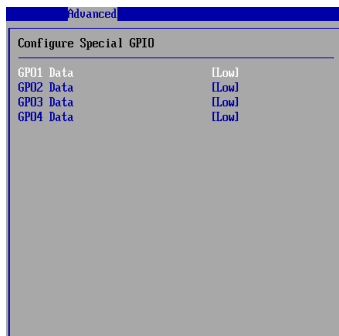 Advanced
Configure Special GPIO
GPO1 Data [Low]
GPO2 Data [Low]
GPO3 Data [Low]
GPO4 Data [Low]